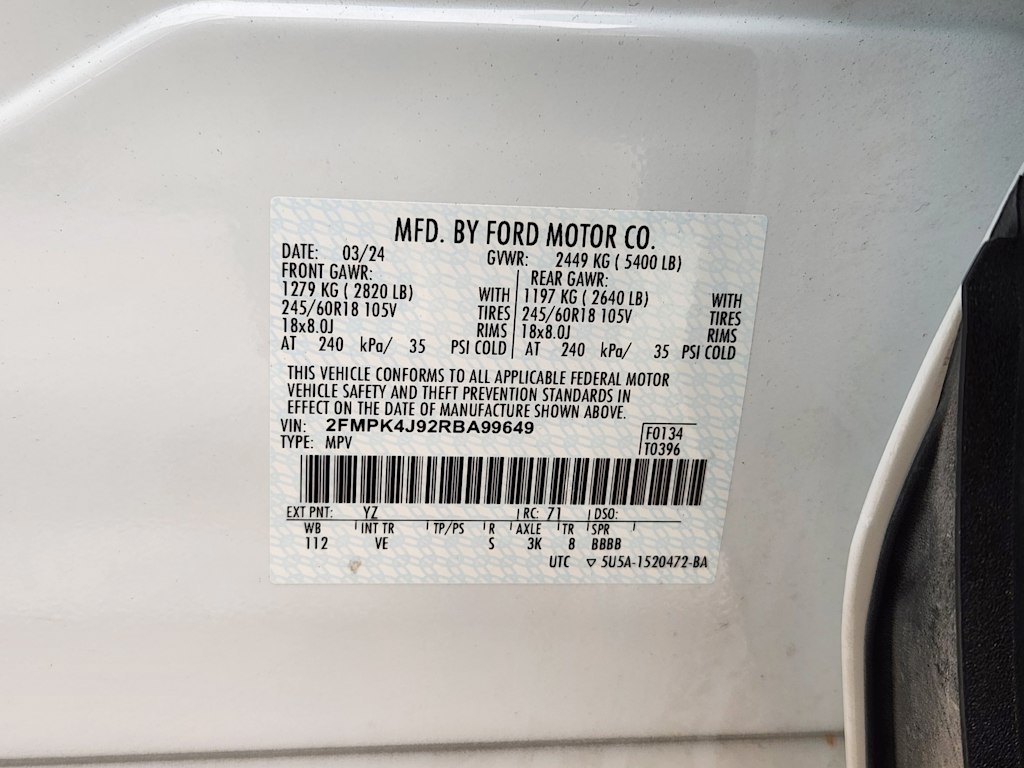 MFD. BY FORD MOTOR CO.
DATE: 03/24 GVWR: 2449 KG ( 5400 LB)
FRONT GAWR: REAR GAWR:
1279 KG ( 2820 LB) WITH 1197 KG ( 2640 LB) WITH
245/60R18 105V TIRES 245/60R18 105V TIRES
18x8.0J RIMS 18x8.0J RIMS
AT 240 kPa/ 35 PSI COLD AT 240 kPa/ 35 PSI COLD
THIS VEHICLE CONFORMS TO ALL APPLICABLE FEDERAL MOTOR
VEHICLE SAFETY AND THEFT PREVENTION STANDARDS IN
EFFECT ON THE DATE OF MANUFACTURE SHOWN ABOVE.
VIN: 2FMPK4J92RBA99649 F0134
TYPE: MPV T0396
EXT PNT: YZ RC: 71 DSO:
WB INT TR TP/PS R AXLE TR SPR
112 VE S 3K 8 BBBB
UTC ▽ 5U5A-1520472-BA